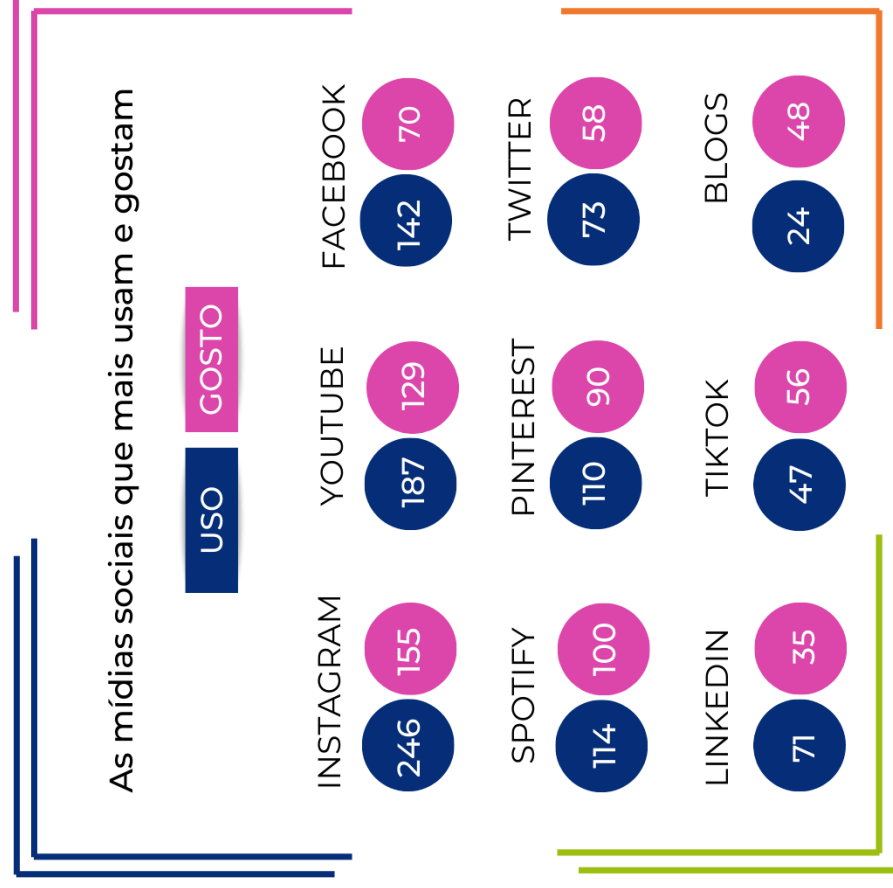 As mídias sociais que mais usam e gostam
USO GOSTO
INSTAGRAM YOUTUBE FACEBOOK
246 155 187 129 142 70
SPOTIFY PINTEREST TWITTER
114 100 110 90 73 58
LINKEDIN TIKTOK BLOGS
71 35 47 56 24 48